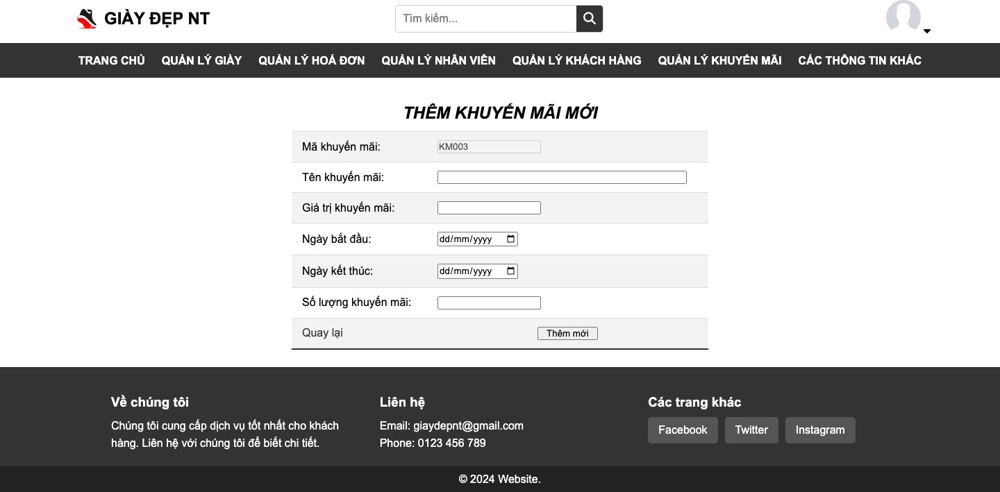 GIÀY ĐẸP NT
Tìm kiếm...
TRANG CHỦ QUẢN LÝ GIÀY QUẢN LÝ HOÁ ĐƠN QUẢN LÝ NHÂN VIÊN QUẢN LÝ KHÁCH HÀNG QUẢN LÝ KHUYẾN MÃI CÁC THÔNG TIN KHÁC
THÊM KHUYẾN MÃI MỚI
Mã khuyến mãi: KM003
Tên khuyến mãi:
Giá trị khuyến mãi:
Ngày bắt đầu: dd/mm/yyyy
Ngày kết thúc: dd/mm/yyyy
Số lượng khuyến mãi:
Quay lại Thêm mới
Về chúng tôi
Chúng tôi cung cấp dịch vụ tốt nhất cho khách
hàng. Liên hệ với chúng tôi để biết chi tiết.
Liên hệ
Email: giaydepnt@gmail.com
Phone: 0123 456 789
Các trang khác
Facebook Twitter Instagram
© 2024 Website.